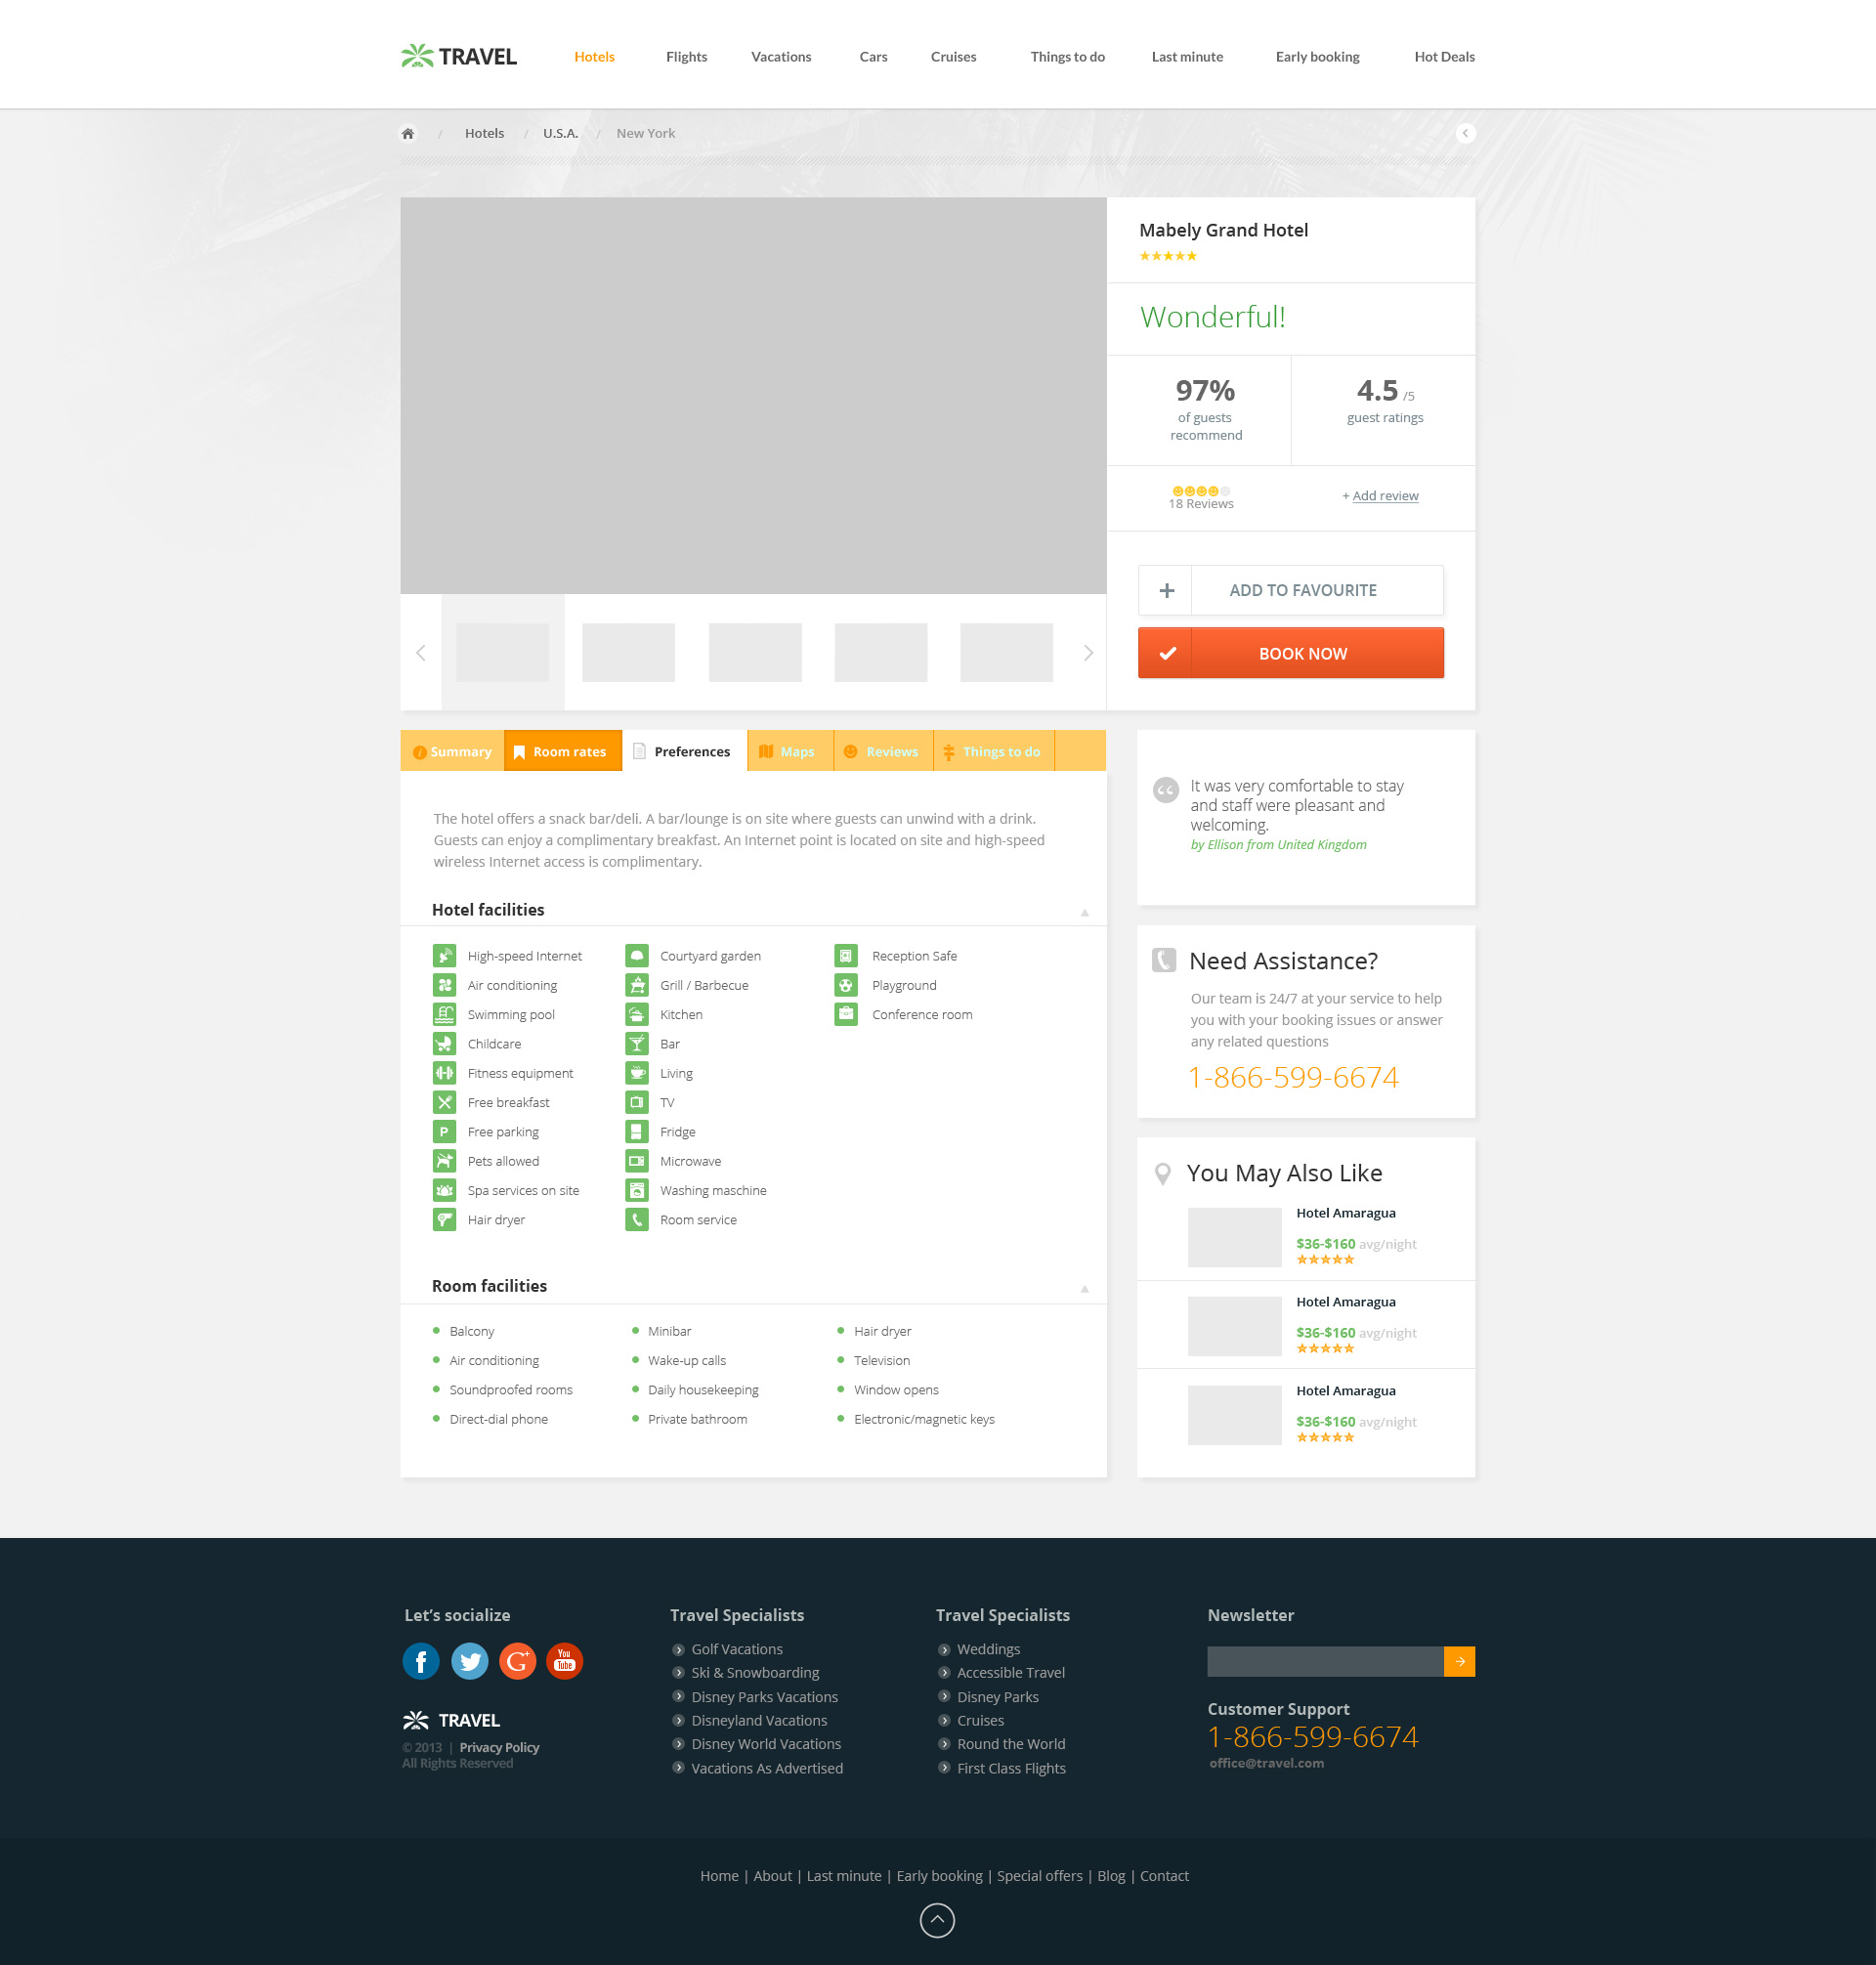 TRAVEL
Hotels Flights Vacations Cars Cruises Things to do Last minute Early booking Hot Deals
/ Hotels / U.S.A. / New York
Mabely Grand Hotel
Wonderful!
97%
of guests
recommend
4.5 /5
guest ratings
18 Reviews
+ Add review
+ ADD TO FAVOURITE
BOOK NOW
Summary Room rates Preferences Maps Reviews Things to do
The hotel offers a snack bar/deli. A bar/lounge is on site where guests can unwind with a drink.
Guests can enjoy a complimentary breakfast. An Internet point is located on site and high-speed
wireless Internet access is complimentary.
Hotel facilities
High-speed Internet
Air conditioning
Swimming pool
Childcare
Fitness equipment
Free breakfast
P Free parking
Pets allowed
Spa services on site
Hair dryer
Courtyard garden
Grill / Barbecue
Kitchen
Bar
Living
TV
Fridge
Microwave
Washing maschine
Room service
Reception Safe
Playground
Conference room
Room facilities
Balcony
Air conditioning
Soundproofed rooms
Direct-dial phone
Minibar
Wake-up calls
Daily housekeeping
Private bathroom
Hair dryer
Television
Window opens
Electronic/magnetic keys
It was very comfortable to stay
and staff were pleasant and
welcoming.
by Ellison from United Kingdom
Need Assistance?
Our team is 24/7 at your service to help
you with your booking issues or answer
any related questions
1-866-599-6674
You May Also Like
Hotel Amaragua
$36-$160 avg/night
Hotel Amaragua
$36-$160 avg/night
Hotel Amaragua
$36-$160 avg/night
Let’s socialize
f G+ You Tube
TRAVEL
© 2013 | Privacy Policy
All Rights Reserved
Travel Specialists
Golf Vacations
Ski & Snowboarding
Disney Parks Vacations
Disneyland Vacations
Disney World Vacations
Vacations As Advertised
Travel Specialists
Weddings
Accessible Travel
Disney Parks
Cruises
Round the World
First Class Flights
Newsletter
Customer Support
1-866-599-6674
office@travel.com
Home | About | Last minute | Early booking | Special offers | Blog | Contact